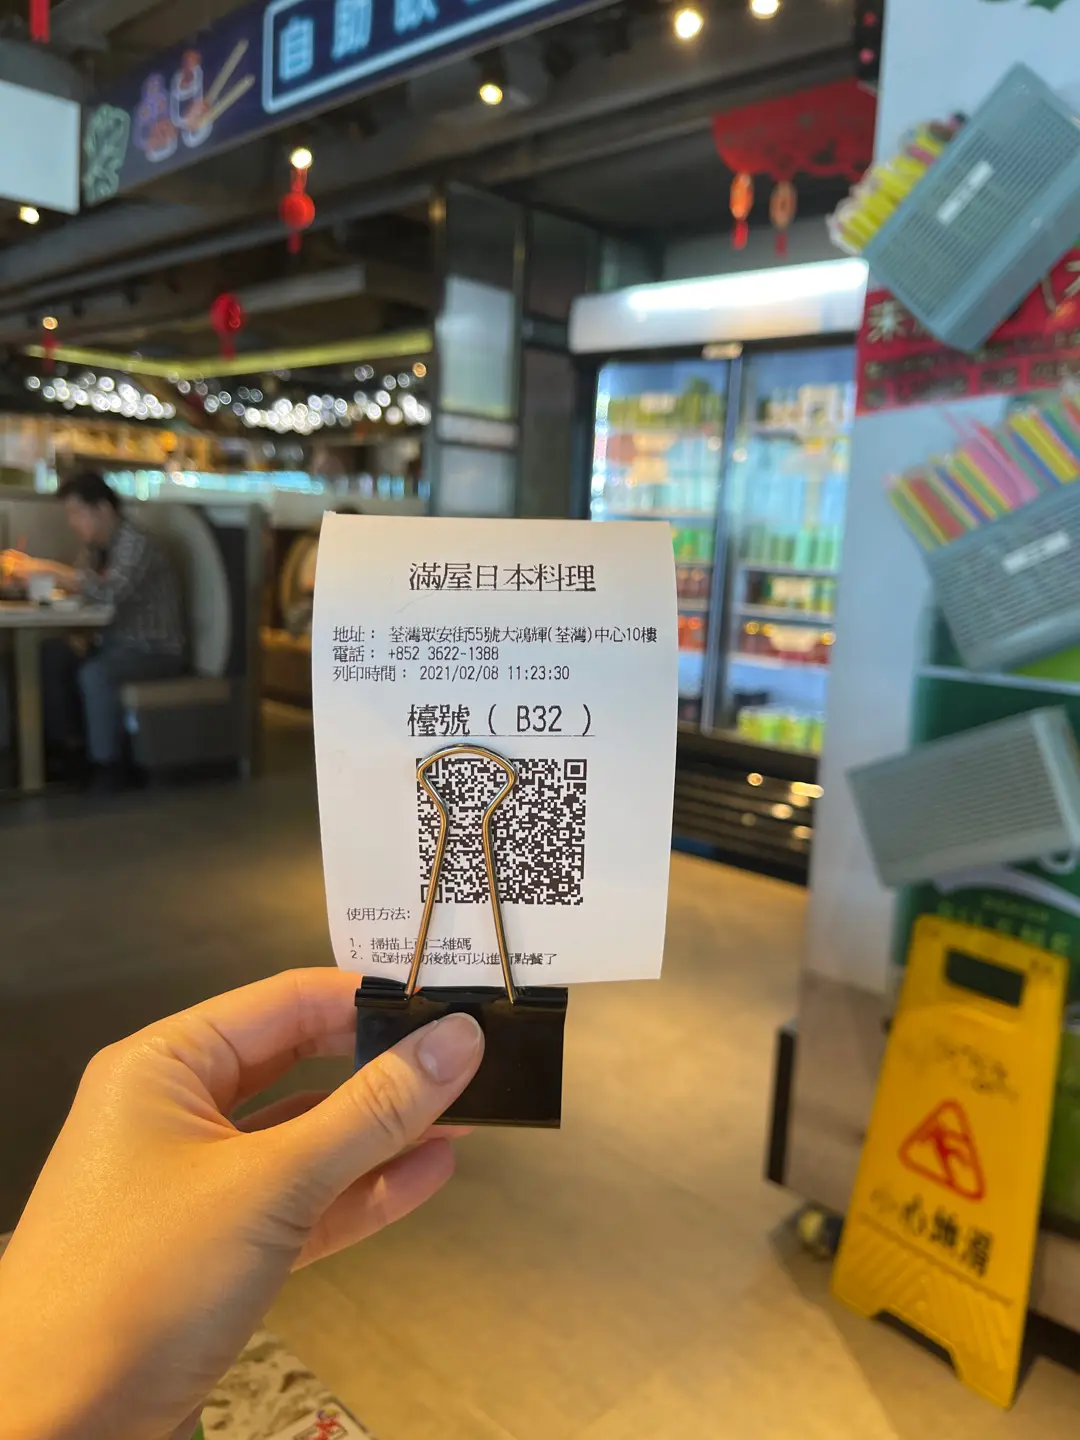 自助飲
滿屋日本料理
地址： 荃灣眾安街55號大鴻輝(荃灣)中心10樓
電話： +852 3622-1388
列印時間： 2021/02/08 11:23:30
檯號 ( B32 )
使用方法:
1. 掃描上面二維碼
2. 配對成功後就可以進行點餐了
小心地滑